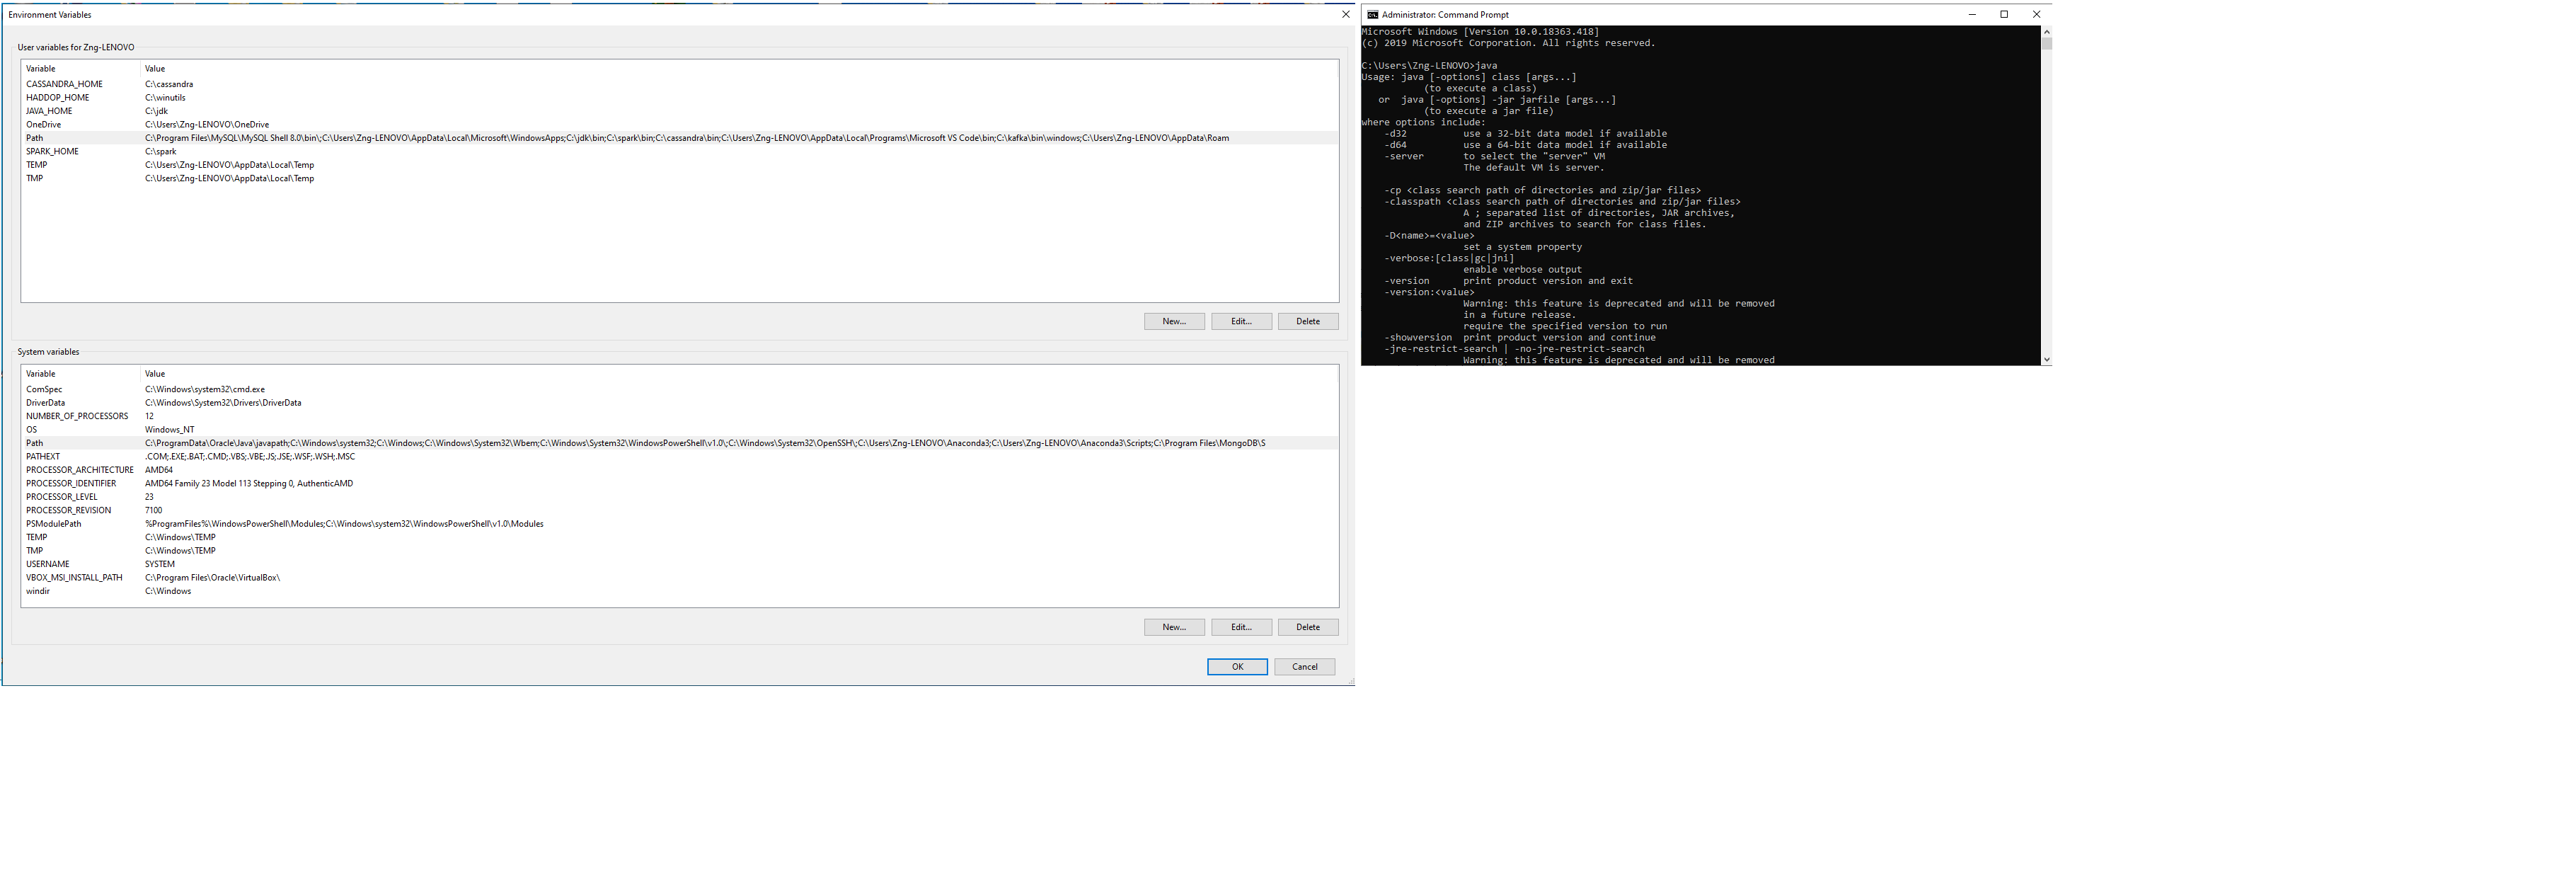 Environment Variables
User variables for Zng-LENOVO
Variable Value
CASSANDRA_HOME C:\cassandra
HADDOP_HOME C:\winutils
JAVA_HOME C:\jdk
OneDrive C:\Users\Zng-LENOVO\OneDrive
Path C:\Program Files\MySQL\MySQL Shell 8.0\bin\;C:\Users\Zng-LENOVO\AppData\Local\Microsoft\WindowsApps;C:\jdk\bin;C:\spark\bin;C:\cassandra\bin;C:\Users\Zng-LENOVO\AppData\Local\Programs\Microsoft VS Code\bin;C:\kafka\bin\windows;C:\Users\Zng-LENOVO\AppData\Roam
SPARK_HOME C:\spark
TEMP C:\Users\Zng-LENOVO\AppData\Local\Temp
TMP C:\Users\Zng-LENOVO\AppData\Local\Temp
New... Edit... Delete
System variables
Variable Value
ComSpec C:\Windows\system32\cmd.exe
DriverData C:\Windows\System32\Drivers\DriverData
NUMBER_OF_PROCESSORS 12
OS Windows_NT
Path C:\ProgramData\Oracle\Java\javapath;C:\Windows\system32;C:\Windows;C:\Windows\System32\Wbem;C:\Windows\System32\WindowsPowerShell\v1.0\;C:\Windows\System32\OpenSSH\;C:\Users\Zng-LENOVO\Anaconda3;C:\Users\Zng-LENOVO\Anaconda3\Scripts;C:\Program Files\MongoDB\S
PATHEXT .COM;.EXE;.BAT;.CMD;.VBS;.VBE;.JS;.JSE;.WSF;.WSH;.MSC
PROCESSOR_ARCHITECTURE AMD64
PROCESSOR_IDENTIFIER AMD64 Family 23 Model 113 Stepping 0, AuthenticAMD
PROCESSOR_LEVEL 23
PROCESSOR_REVISION 7100
PSModulePath %ProgramFiles%\WindowsPowerShell\Modules;C:\Windows\system32\WindowsPowerShell\v1.0\Modules
TEMP C:\Windows\TEMP
TMP C:\Windows\TEMP
USERNAME SYSTEM
VBOX_MSI_INSTALL_PATH C:\Program Files\Oracle\VirtualBox\
windir C:\Windows
New... Edit... Delete
OK Cancel
Administrator: Command Prompt
Microsoft Windows [Version 10.0.18363.418]
(c) 2019 Microsoft Corporation. All rights reserved.
C:\Users\Zng-LENOVO>java
Usage: java [-options] class [args...]
(to execute a class)
or java [-options] -jar jarfile [args...]
(to execute a jar file)
where options include:
-d32 use a 32-bit data model if available
-d64 use a 64-bit data model if available
-server to select the "server" VM
The default VM is server.
-cp <class search path of directories and zip/jar files>
-classpath <class search path of directories and zip/jar files>
A ; separated list of directories, JAR archives,
and ZIP archives to search for class files.
-D<name>=<value>
set a system property
-verbose:[class|gc|jni]
enable verbose output
-version print product version and exit
-version:<value>
Warning: this feature is deprecated and will be removed
in a future release.
require the specified version to run
-showversion print product version and continue
-jre-restrict-search | -no-jre-restrict-search
Warning: this feature is deprecated and will be removed